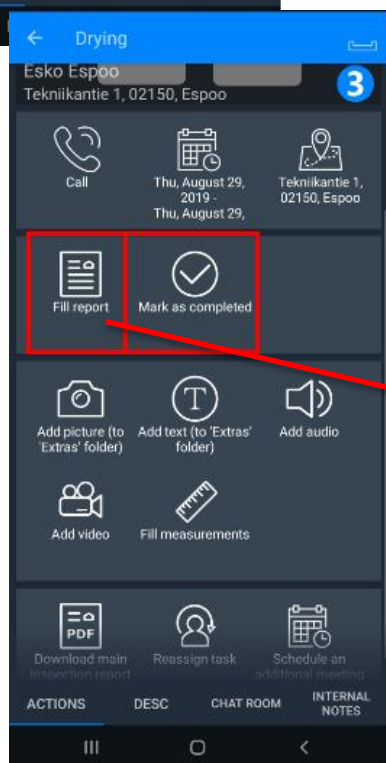 Drying
Esko Espoo
Tekniikantie 1, 02150, Espoo
3
Call
Thu, August 29,
2019 -
Thu, August 29,
Tekniikantie 1,
02150, Espoo
Fill report
Mark as completed
Add picture (to
'Extras' folder)
Add text (to 'Extras'
folder)
Add audio
Add video
Fill measurements
T
PDF
Download main
inspection report
Reassign task
Schedule an
additional meeting
ACTIONS
DESC
CHAT ROOM
INTERNAL
NOTES